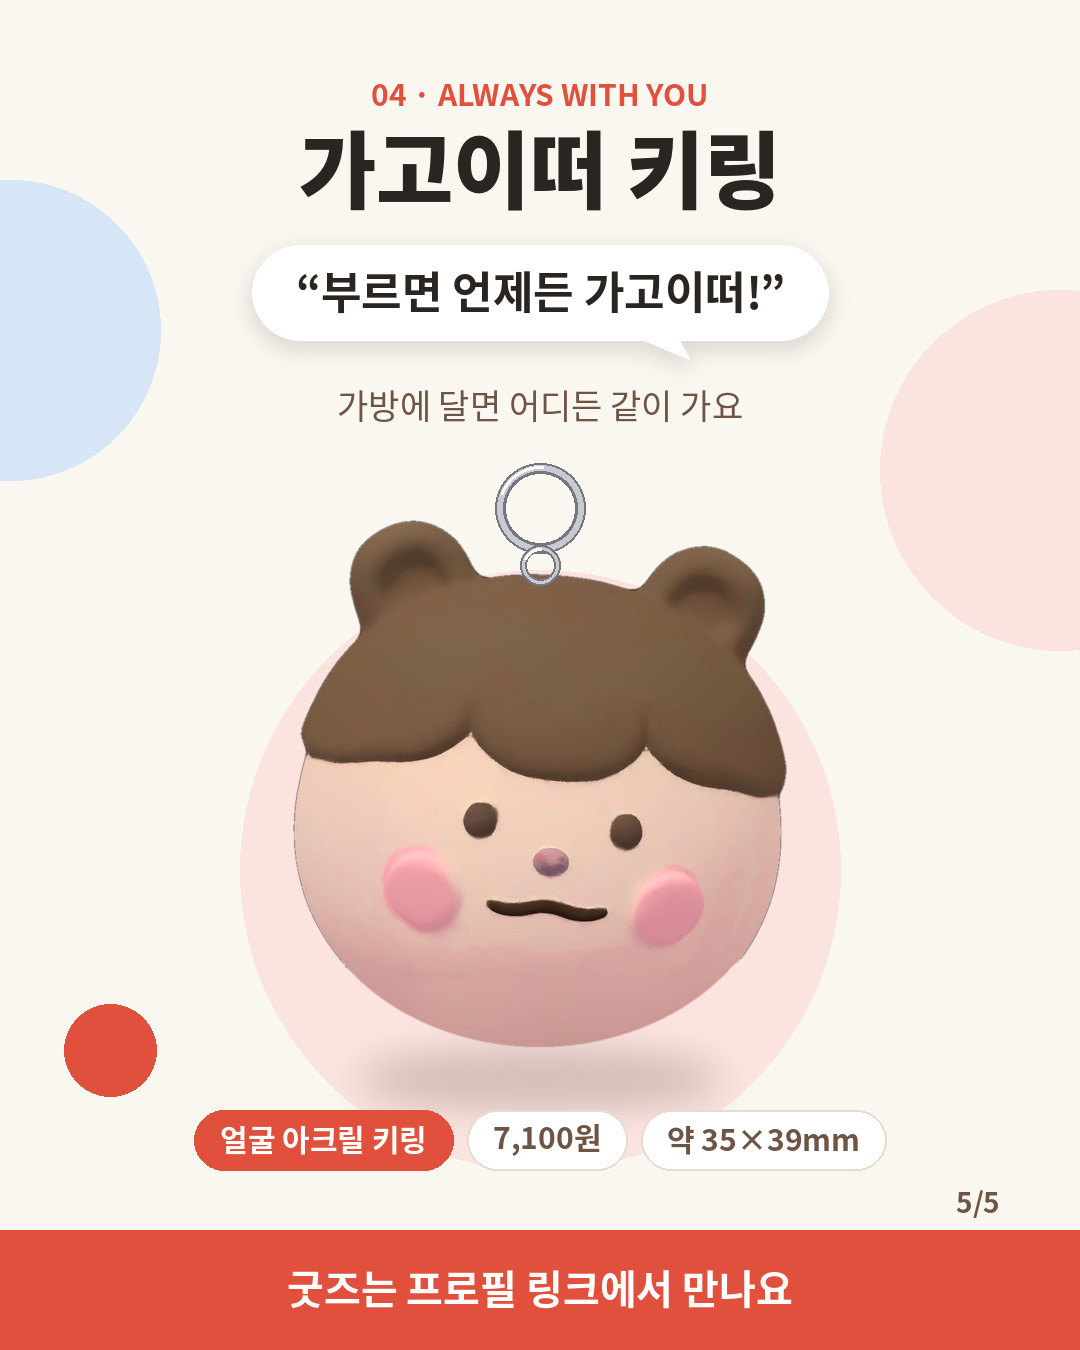 04 · ALWAYS WITH YOU
가고이떠 키링
“부르면 언제든 가고이떠!”
가방에 달면 어디든 같이 가요
얼굴 아크릴 키링
7,100원
약 35×39mm
5/5
굿즈는 프로필 링크에서 만나요